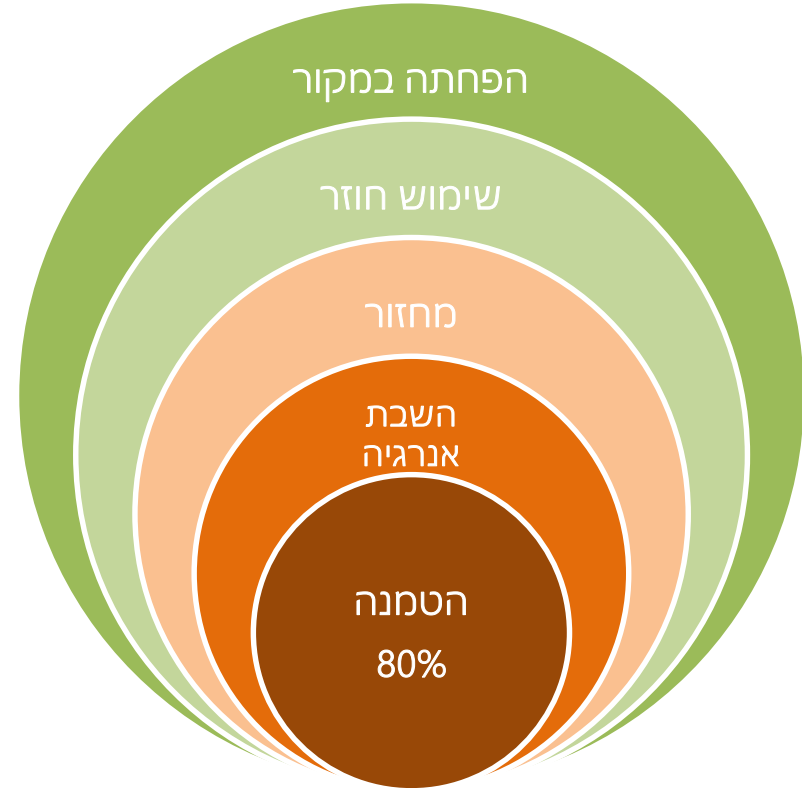 הפחתה במקור
שימוש חוזר
מחזור
השבת
אנרגיה
הטמנה
80%